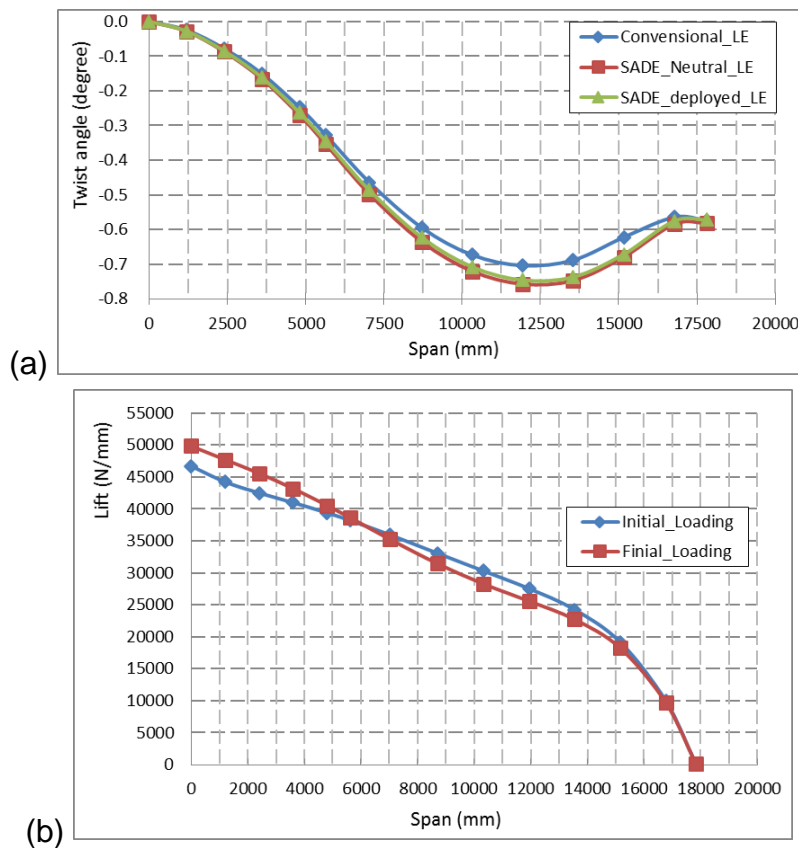 0.0
-0.1
-0.2
-0.3
-0.4
-0.5
-0.6
-0.7
-0.8
Twist angle (degree)
Convensional_LE
SADE_Neutral_LE
SADE_deployed_LE
0 2500 5000 7500 10000 12500 15000 17500 20000
Span (mm)
(a)
55000
50000
45000
40000
35000
30000
25000
20000
15000
10000
5000
0
Lift (N/mm)
Initial_Loading
Finial_Loading
0 2000 4000 6000 8000 10000 12000 14000 16000 18000 20000
Span (mm)
(b)